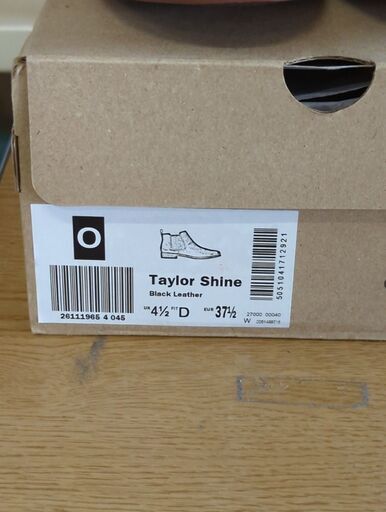 O
Taylor Shine
Black Leather
UK 4½ FIT D EUR 37½
26111965 4 045
5051041712921
27000 00040
W